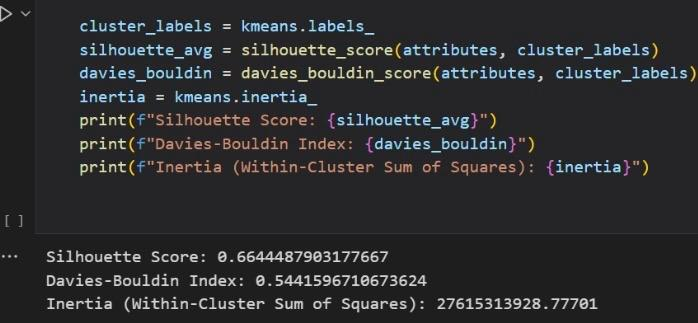 cluster_labels = kmeans.labels_
silhouette_avg = silhouette_score(attributes, cluster_labels)
davies_bouldin = davies_bouldin_score(attributes, cluster_labels)
inertia = kmeans.inertia_
print(f"Silhouette Score: {silhouette_avg}")
print(f"Davies-Bouldin Index: {davies_bouldin}")
print(f"Inertia (Within-Cluster Sum of Squares): {inertia}")
[ ]
... Silhouette Score: 0.6644487903177667
Davies-Bouldin Index: 0.5441596710673624
Inertia (Within-Cluster Sum of Squares): 27615313928.77701